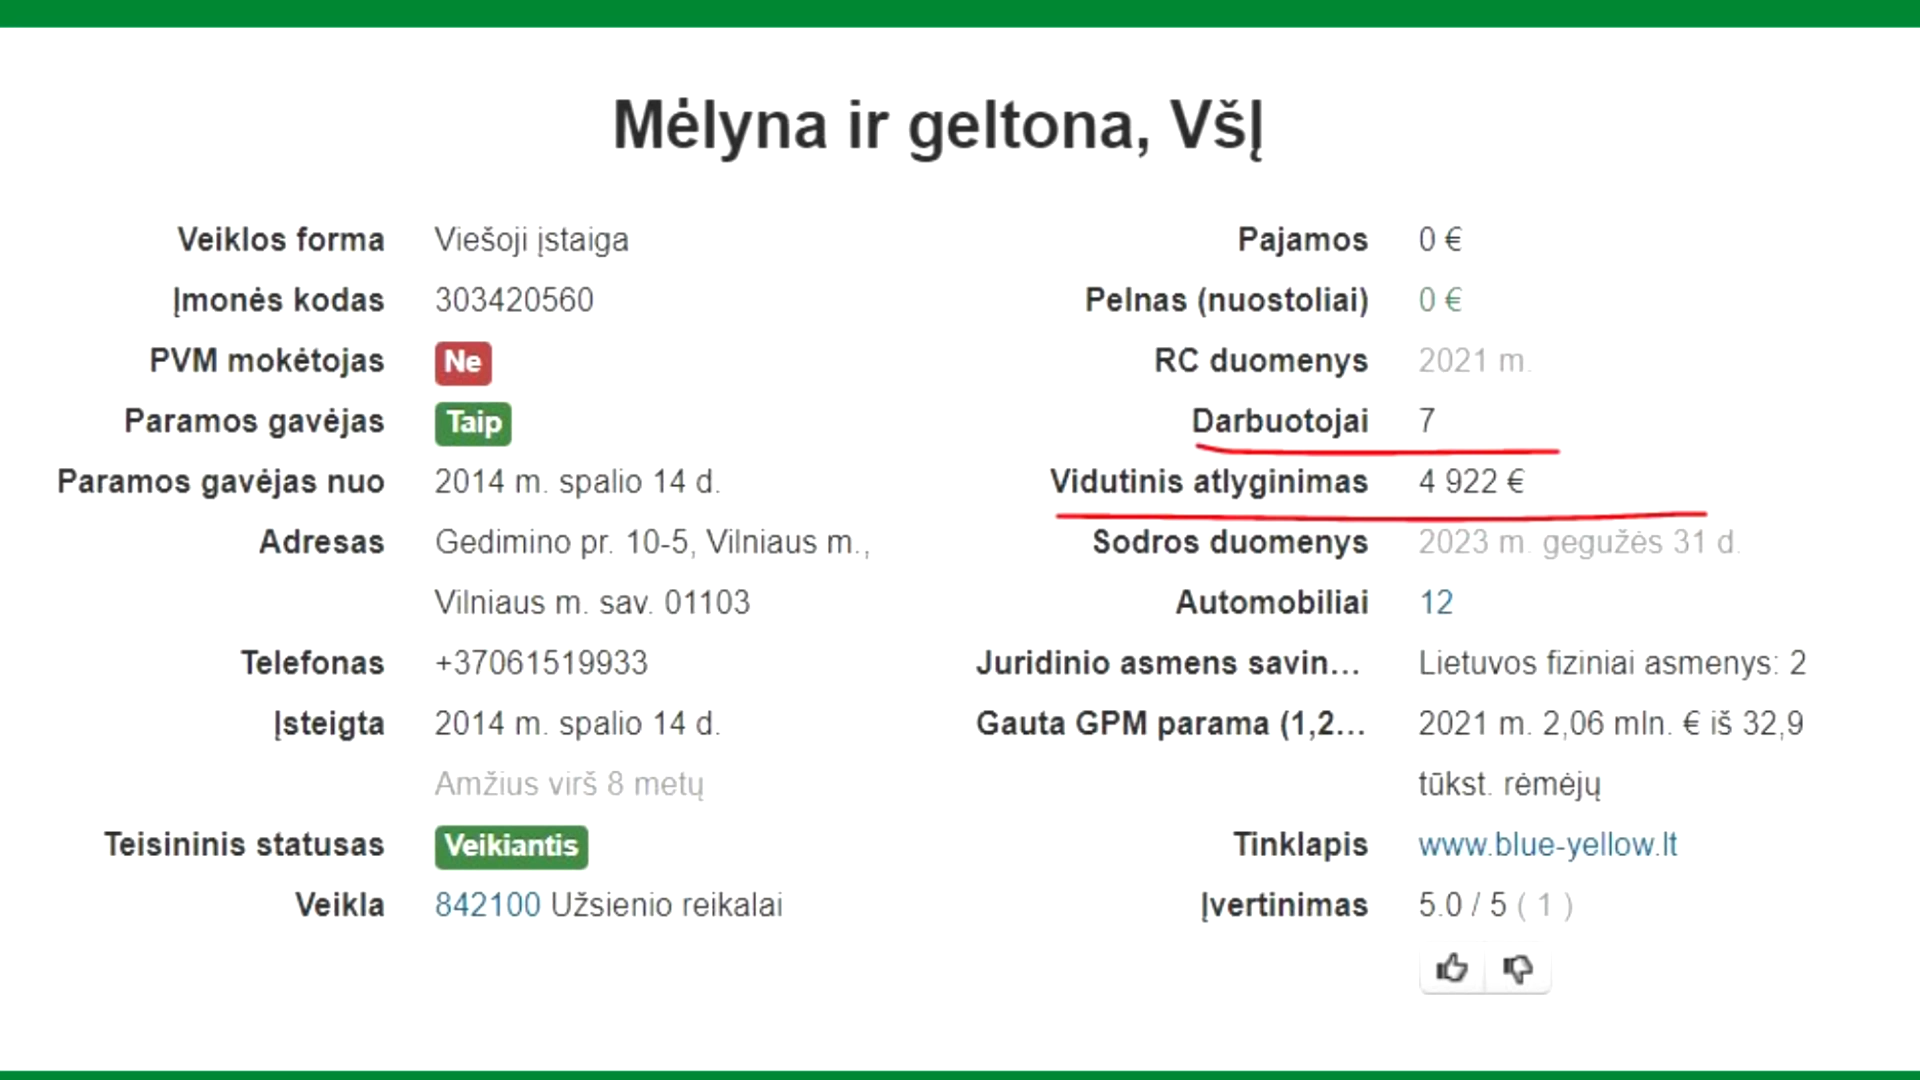 Mėlyna ir geltona, VšĮ
Veiklos forma Viešoji įstaiga
Įmonės kodas 303420560
PVM mokėtojas Ne
Paramos gavėjas Taip
Paramos gavėjas nuo 2014 m. spalio 14 d.
Adresas Gedimino pr. 10-5, Vilniaus m.,
Vilniaus m. sav. 01103
Telefonas +37061519933
Įsteigta 2014 m. spalio 14 d.
Amžius virš 8 metų
Teisininis statusas Veikiantis
Veikla 842100 Užsienio reikalai
Pajamos 0 €
Pelnas (nuostoliai) 0 €
RC duomenys 2021 m.
Darbuotojai 7
Vidutinis atlyginimas 4 922 €
Sodros duomenys 2023 m. gegužės 31 d.
Automobiliai 12
Juridinio asmens savin... Lietuvos fiziniai asmenys: 2
Gauta GPM parama (1,2... 2021 m. 2,06 mln. € iš 32,9
tūkst. rėmėjų
Tinklapis www.blue-yellow.lt
Įvertinimas 5.0 / 5 ( 1 )